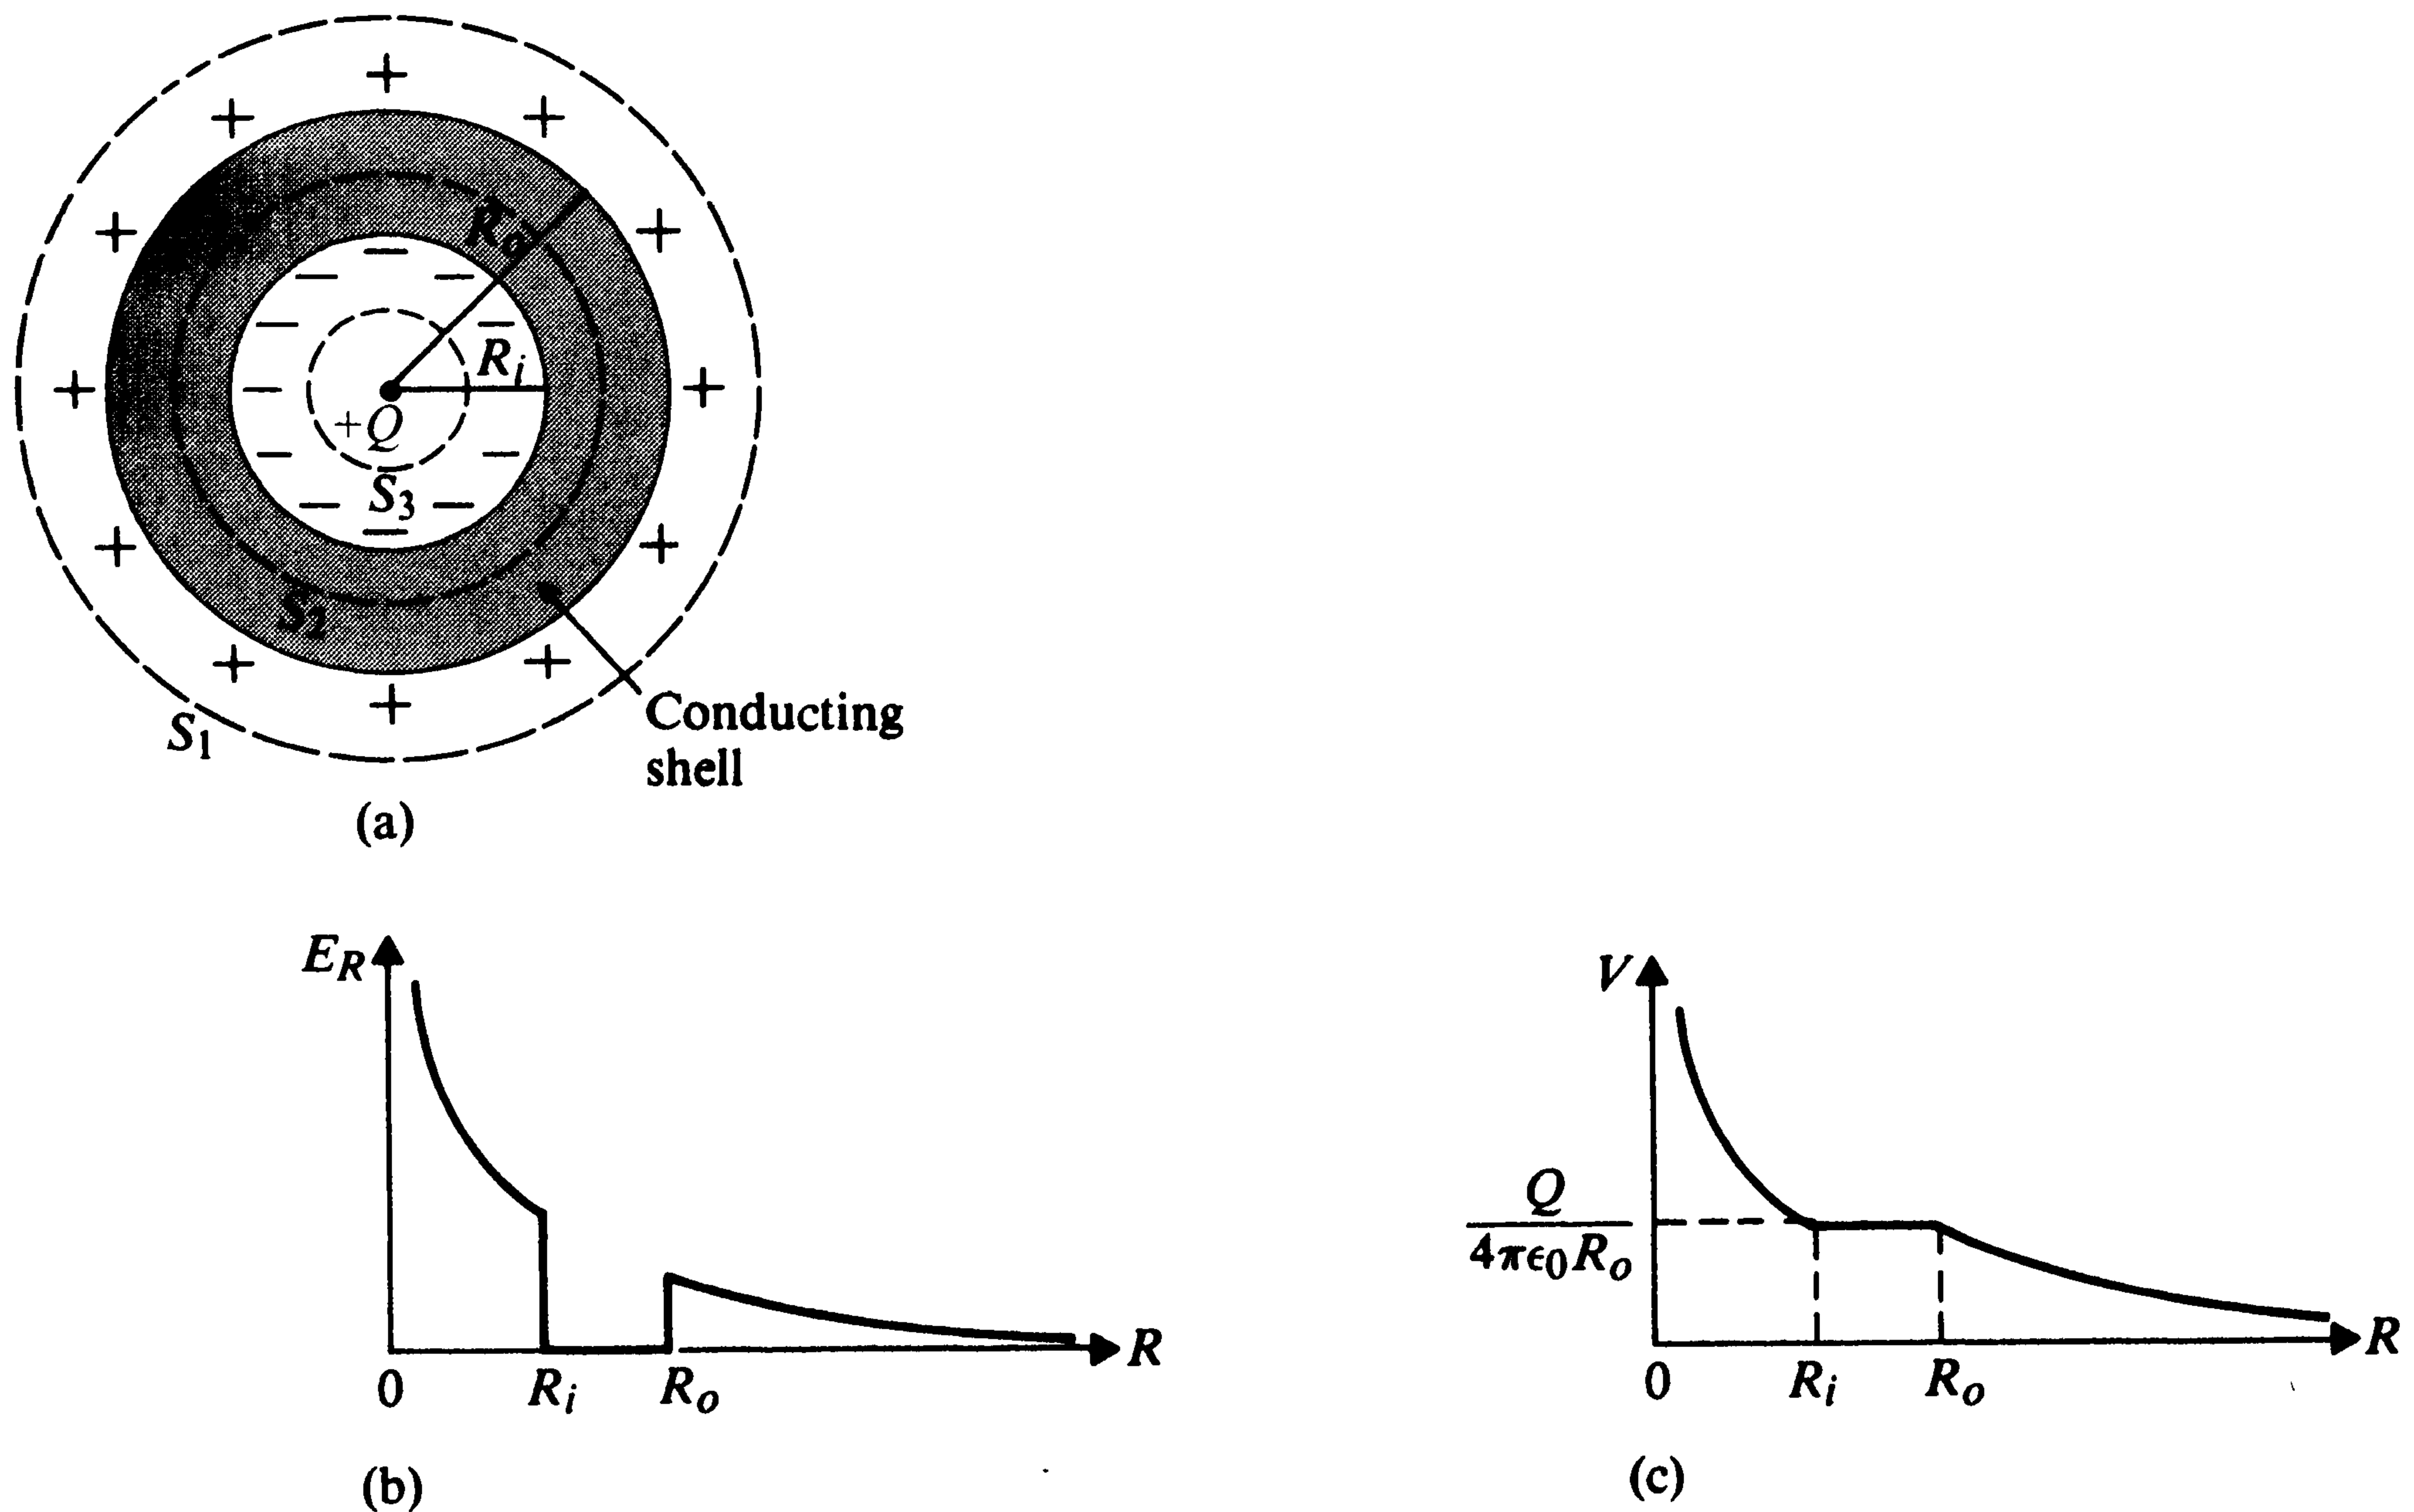 + + +
+ +
R_o
− − −
− −
R_i
+ − +
+Q
− −
S_3
− − −
+ +
S_2
+ + +
S_1
Conducting
shell
(a)
E_R
R
0 R_i R_o
(b)
V
Q
4πε_0R_o
R
0 R_i R_o
(c)